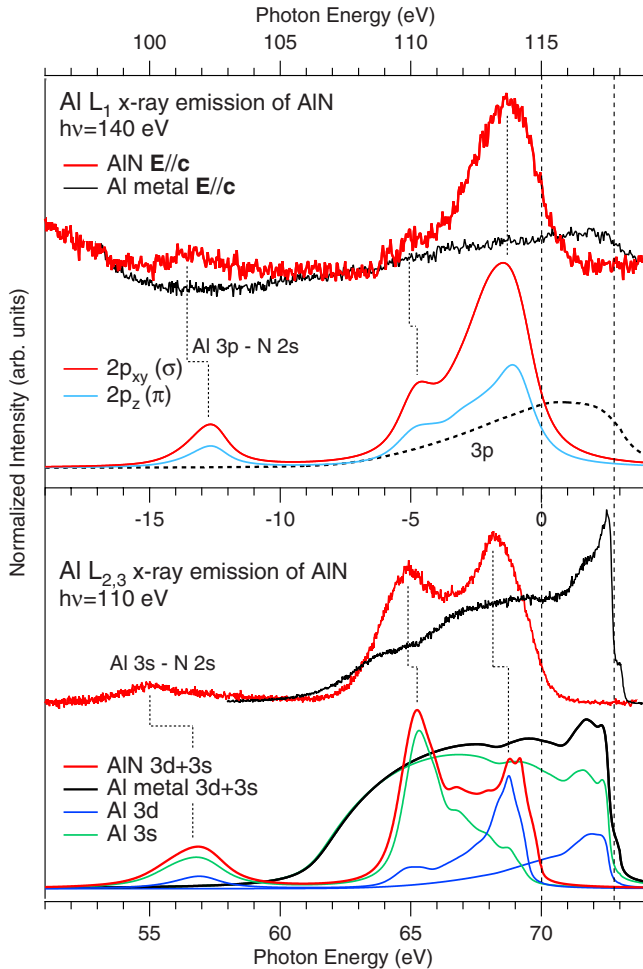 Photon Energy (eV)
100 105 110 115
Al L1 x-ray emission of AlN
hν=140 eV
AlN E//c
Al metal E//c
Al 3p - N 2s
2pxy (σ)
2pz (π)
3p
Normalized Intensity (arb. units)
-15 -10 -5 0
Al L2,3 x-ray emission of AlN
hν=110 eV
Al 3s - N 2s
AlN 3d+3s
Al metal 3d+3s
Al 3d
Al 3s
55 60 65 70
Photon Energy (eV)